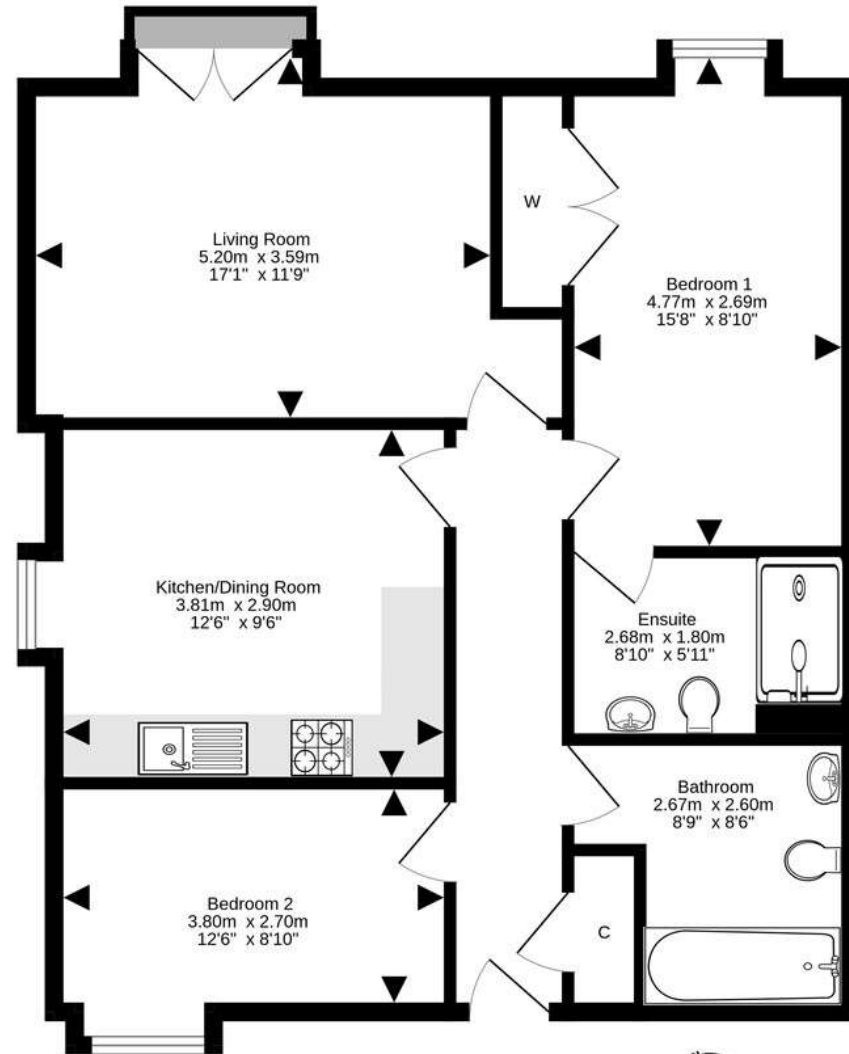 Living Room
5.20m x 3.59m
17'1" x 11'9"
W
Bedroom 1
4.77m x 2.69m
15'8" x 8'10"
Kitchen/Dining Room
3.81m x 2.90m
12'6" x 9'6"
Ensuite
2.68m x 1.80m
8'10" x 5'11"
Bathroom
2.67m x 2.60m
8'9" x 8'6"
Bedroom 2
3.80m x 2.70m
12'6" x 8'10"
C